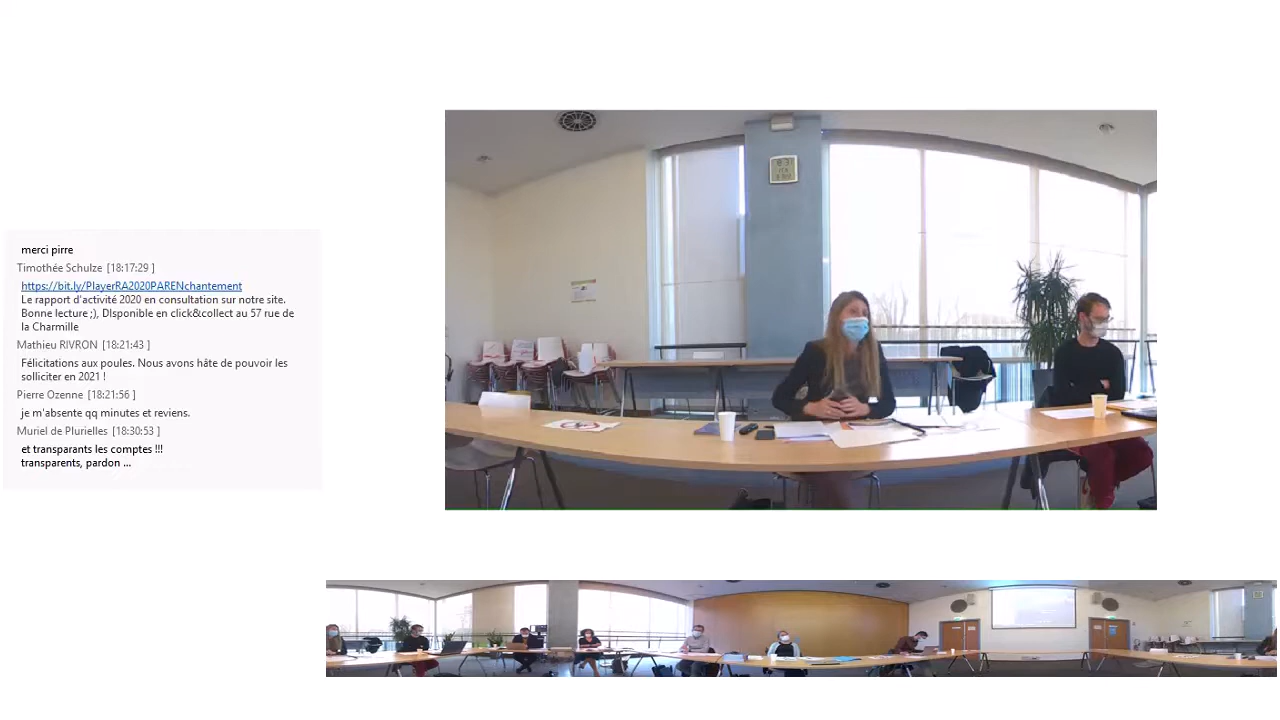 merci pirre
Timothée Schulze [18:17:29 ]
https://bit.ly/PlayerRA2020PARENchantement
Le rapport d'activité 2020 en consultation sur notre site.
Bonne lecture ;), DIsponible en click&collect au 57 rue de
la Charmille
Mathieu RIVRON [18:21:43 ]
Félicitations aux poules. Nous avons hâte de pouvoir les
solliciter en 2021 !
Pierre Ozenne [18:21:56 ]
je m'absente qq minutes et reviens.
Muriel de Plurielles [18:30:53 ]
et transparants les comptes !!!
transparents, pardon ...